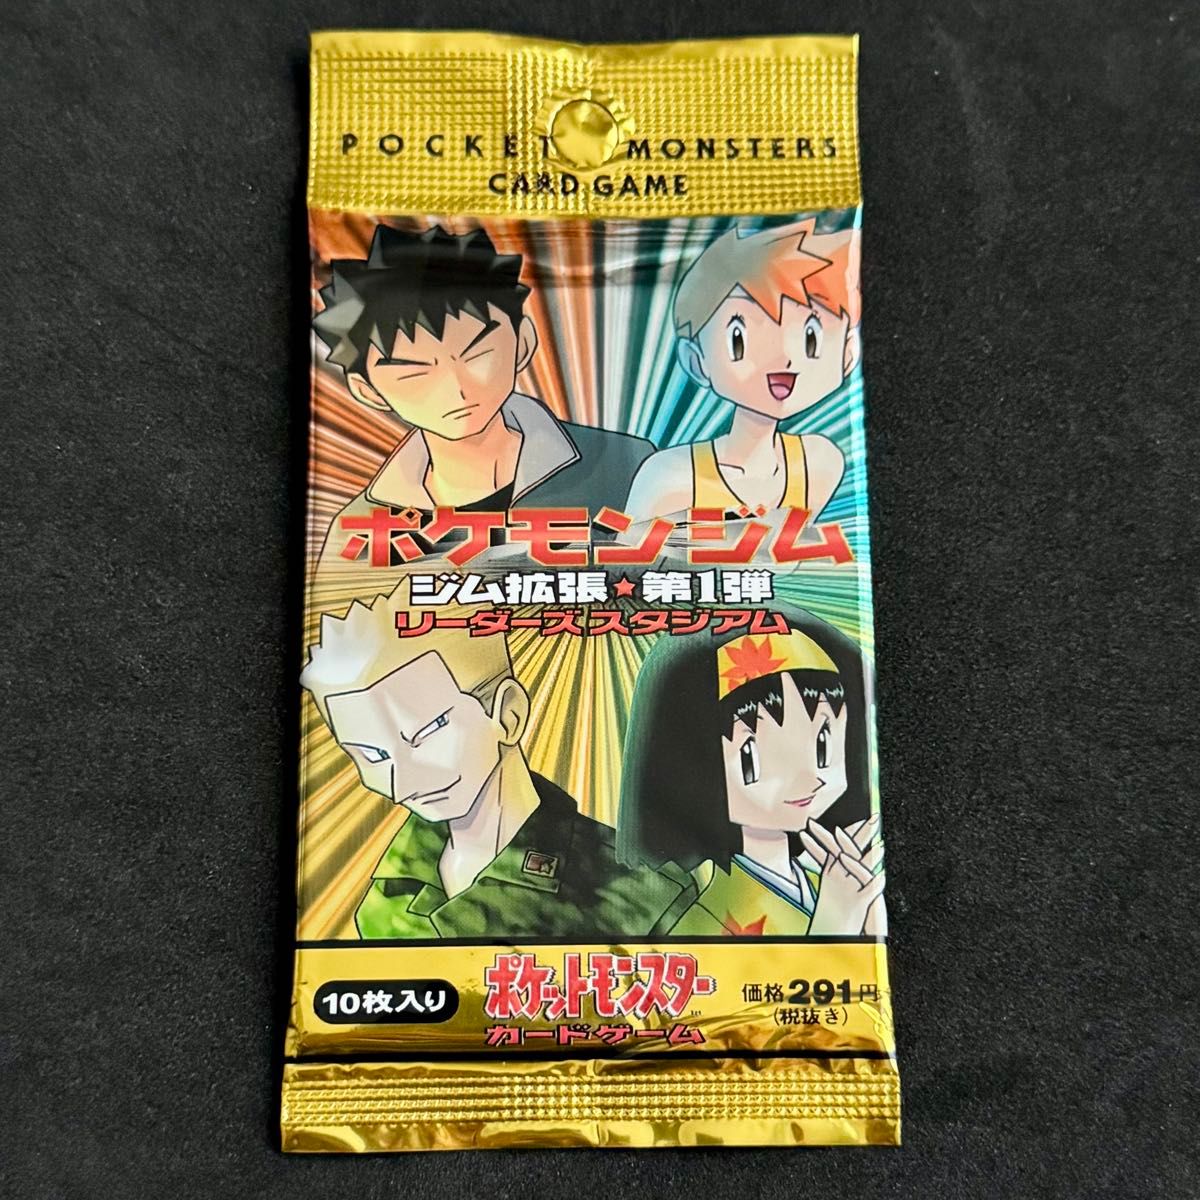 POCKET MONSTERS
CARD GAME
ポケモンジム
ジム拡張★第1弾
リーダーズスタジアム
10枚入り
ポケットモンスター
カードゲーム
価格291円
(税抜き)